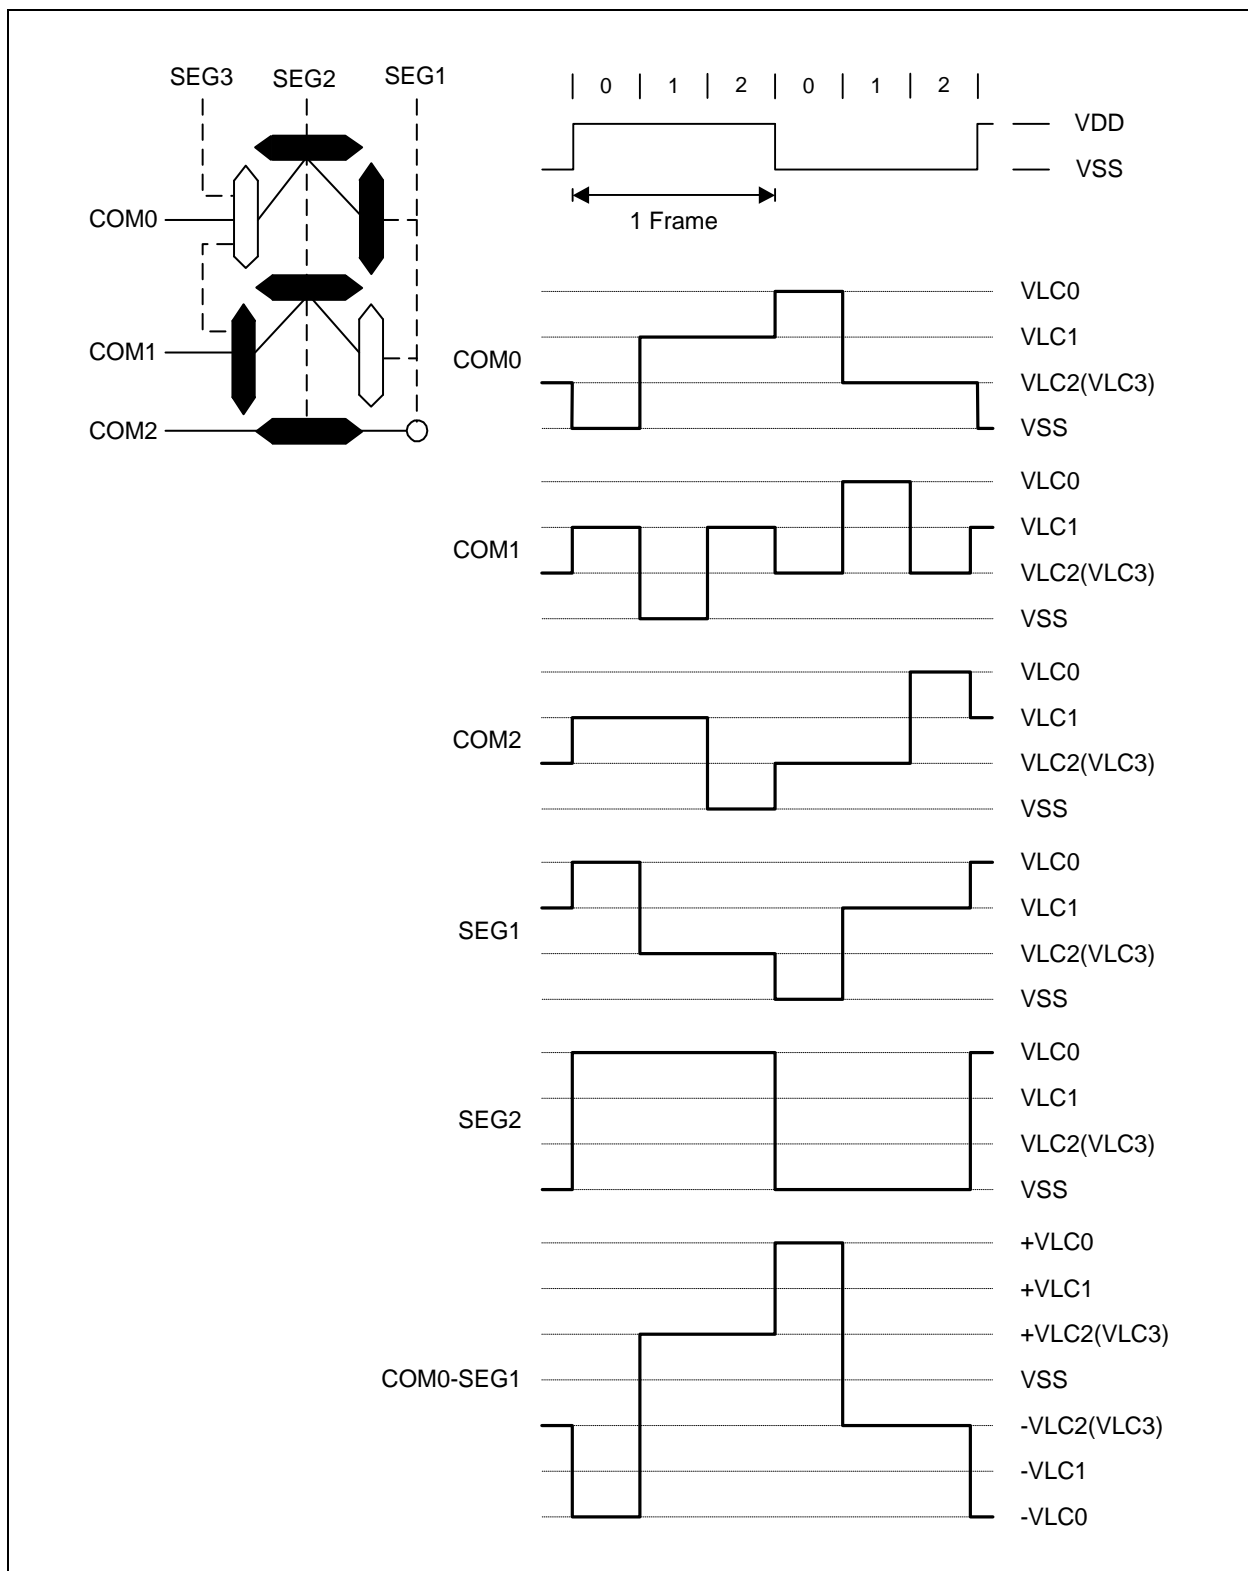 SEG3 SEG2 SEG1
0 1 2 0 1 2
VDD
VSS
1 Frame
COM0
COM1
COM2
COM0
VLC0
VLC1
VLC2(VLC3)
VSS
COM1
VLC0
VLC1
VLC2(VLC3)
VSS
COM2
VLC0
VLC1
VLC2(VLC3)
VSS
SEG1
VLC0
VLC1
VLC2(VLC3)
VSS
SEG2
VLC0
VLC1
VLC2(VLC3)
VSS
COM0-SEG1
+VLC0
+VLC1
+VLC2(VLC3)
VSS
-VLC2(VLC3)
-VLC1
-VLC0